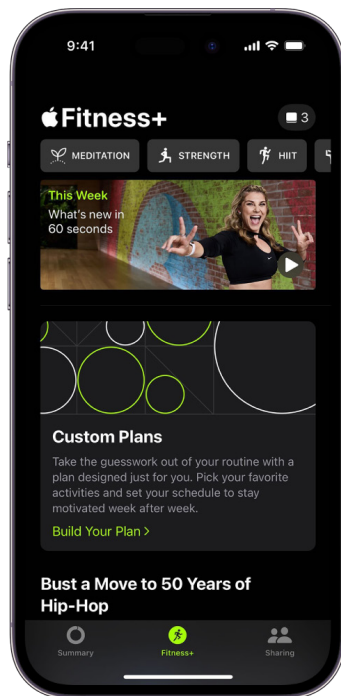 9:41
Fitness+
3
MEDITATION
STRENGTH
HIIT
This Week
What's new in
60 seconds
Custom Plans
Take the guesswork out of your routine with a
plan designed just for you. Pick your favorite
activities and set your schedule to stay
motivated week after week.
Build Your Plan >
Bust a Move to 50 Years of
Hip-Hop
Summary
Fitness+
Sharing